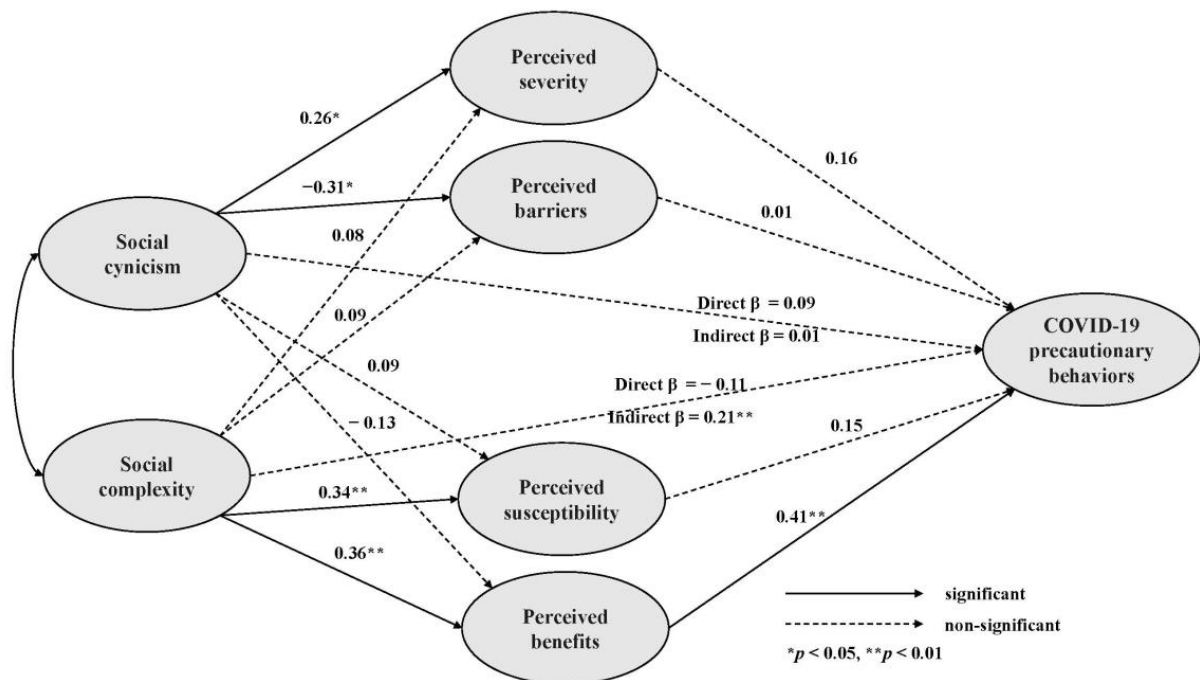 Perceived
severity
0.26*
0.16
−0.31*
Perceived
barriers
0.01
Social
cynicism
0.08
0.09
Direct β = 0.09
Indirect β = 0.01
COVID-19
precautionary
behaviors
0.09
Direct β = − 0.11
Indirect β = 0.21**
− 0.13
0.15
Social
complexity
0.34**
Perceived
susceptibility
0.41**
0.36**
Perceived
benefits
significant
non-significant
*p < 0.05, **p < 0.01